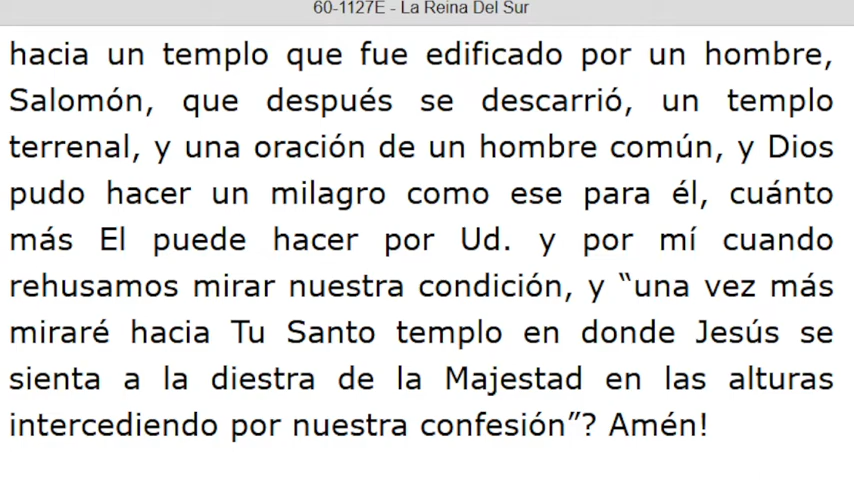 60-1127E - La Reina Del Sur
hacia un templo que fue edificado por un hombre,
Salomón, que después se descarrió, un templo
terrenal, y una oración de un hombre común, y Dios
pudo hacer un milagro como ese para él, cuánto
más El puede hacer por Ud. y por mí cuando
rehusamos mirar nuestra condición, y “una vez más
miraré hacia Tu Santo templo en donde Jesús se
sienta a la diestra de la Majestad en las alturas
intercediendo por nuestra confesión”? Amén!